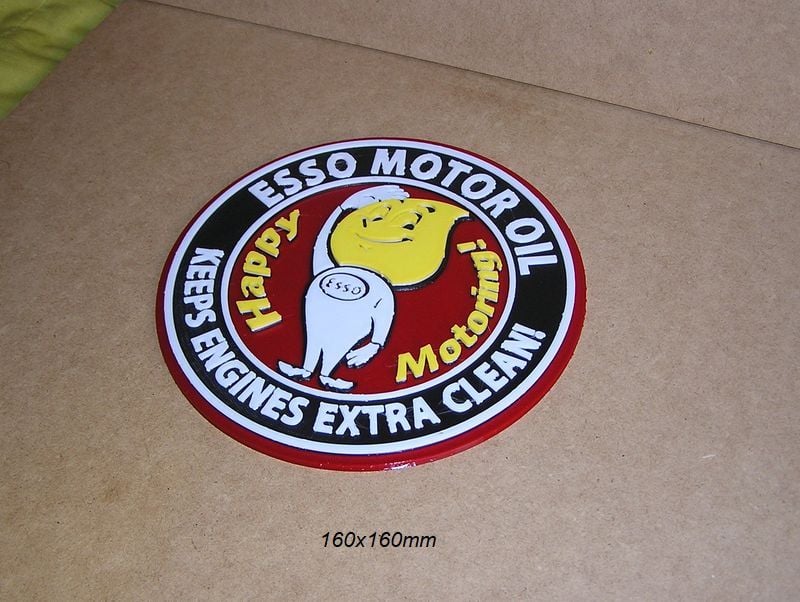 ESSO MOTOR OIL
Happy
ESSO
Motoring¡
KEEPS ENGINES EXTRA CLEAN!
160x160mm